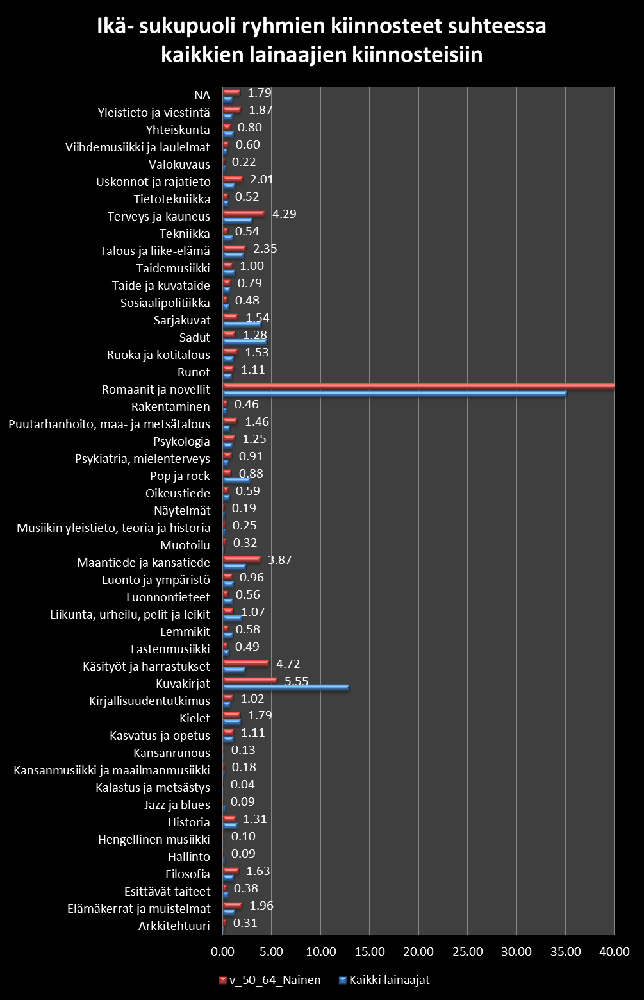 Ikä- sukupuoli ryhmien kiinnosteet suhteessa
kaikkien lainaajien kiinnosteisiin
NA 1.79
Yleistieto ja viestintä 1.87
Yhteiskunta 0.80
Viihdemusiikki ja laulelmat 0.60
Valokuvaus 0.22
Uskonnot ja rajatieto 2.01
Tietotekniikka 0.52
Terveys ja kauneus 4.29
Tekniikka 0.54
Talous ja liike-elämä 2.35
Taidemusiikki 1.00
Taide ja kuvataide 0.79
Sosiaalipolitiikka 0.48
Sarjakuvat 1.54
Sadut 1.28
Ruoka ja kotitalous 1.53
Runot 1.11
Romaanit ja novellit
Rakentaminen 0.46
Puutarhanhoito, maa- ja metsätalous 1.46
Psykologia 1.25
Psykiatria, mielenterveys 0.91
Pop ja rock 0.88
Oikeustiede 0.59
Näytelmät 0.19
Musiikin yleistieto, teoria ja historia 0.25
Muotoilu 0.32
Maantiede ja kansatiede 3.87
Luonto ja ympäristö 0.96
Luonnontieteet 0.56
Liikunta, urheilu, pelit ja leikit 1.07
Lemmikit 0.58
Lastenmusiikki 0.49
Käsityöt ja harrastukset 4.72
Kuvakirjat 5.55
Kirjallisuudentutkimus 1.02
Kielet 1.79
Kasvatus ja opetus 1.11
Kansanrunous 0.13
Kansanmusiikki ja maailmanmusiikki 0.18
Kalastus ja metsästys 0.04
Jazz ja blues 0.09
Historia 1.31
Hengellinen musiikki 0.10
Hallinto 0.09
Filosofia 1.63
Esittävät taiteet 0.38
Elämäkerrat ja muistelmat 1.96
Arkkitehtuuri 0.31
0.00 5.00 10.00 15.00 20.00 25.00 30.00 35.00 40.00
v_50_64_Nainen Kaikki lainaajat